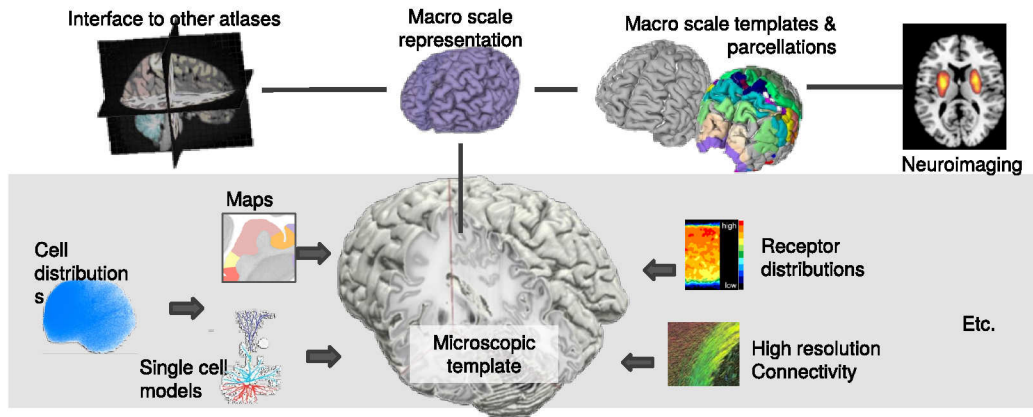 Interface to other atlases
Macro scale
representation
Macro scale templates &
parcellations
Neuroimaging
Maps
Cell
distribution
s
Single cell
models
Microscopic
template
high
low
Receptor
distributions
High resolution
Connectivity
Etc.